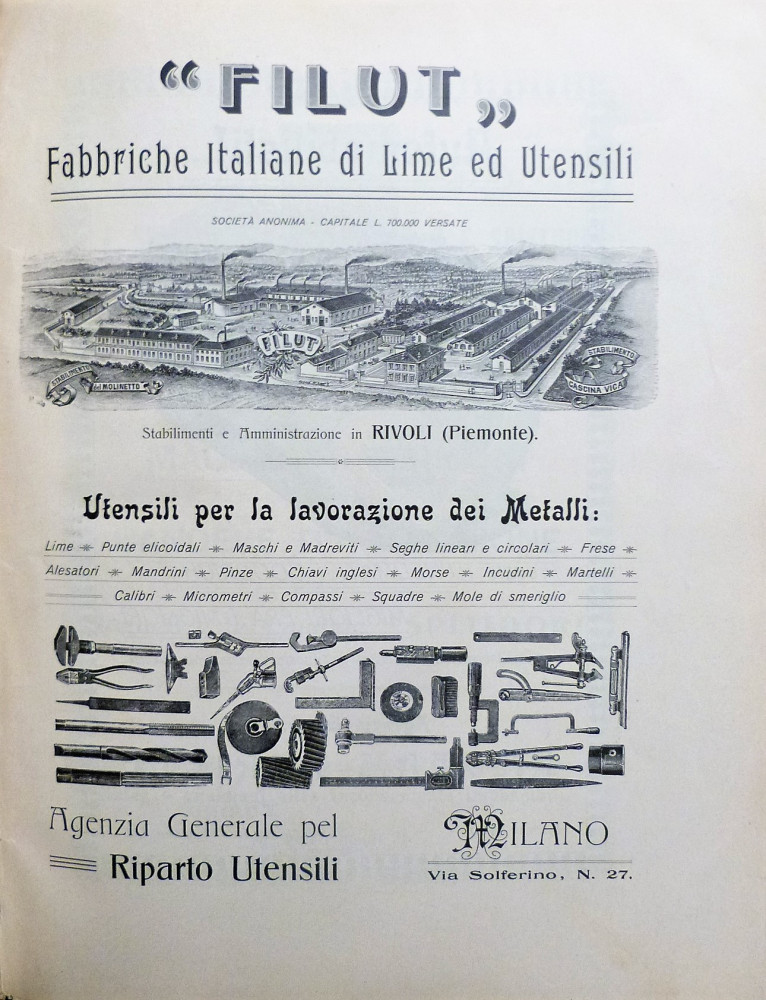 “FILUT„
Fabbriche Italiane di Lime ed Utensili
SOCIETÀ ANONIMA - CAPITALE L. 700.000 VERSATE
FILUT
STABILIMENTO
del MOLINETTO
STABILIMENTO
CASCINA VICA
Stabilimenti e Amministrazione in RIVOLI (Piemonte).
Utensili per la lavorazione dei Metalli:
Lime ⁜ Punte elicoidali ⁜ Maschi e Madreviti ⁜ Seghe lineari e circolari ⁜ Frese ⁜
Alesatori ⁜ Mandrini ⁜ Pinze ⁜ Chiavi inglesi ⁜ Morse ⁜ Incudini ⁜ Martelli ⁜
Calibri ⁜ Micrometri ⁜ Compassi ⁜ Squadre ⁜ Mole di smeriglio
Agenzia Generale pel
Riparto Utensili
MILANO
Via Solferino, N. 27.